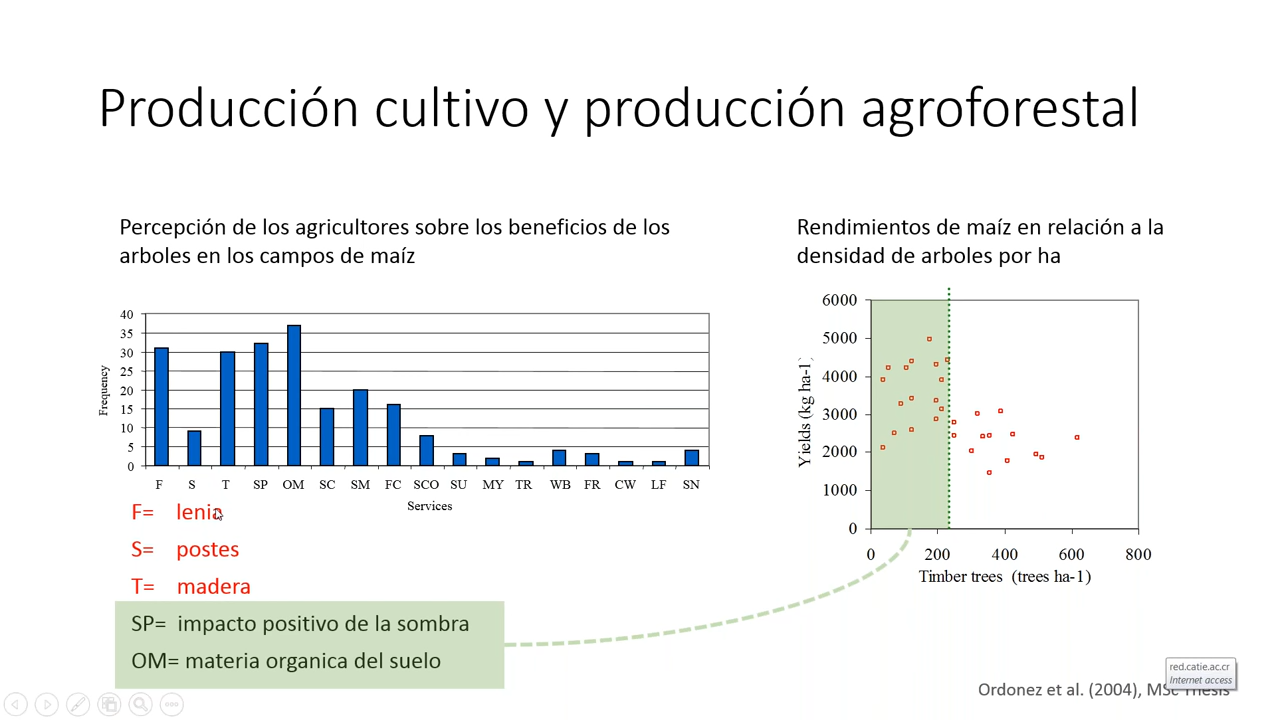 Producción cultivo y producción agroforestal
Percepción de los agricultores sobre los beneficios de los
arboles en los campos de maíz
Rendimientos de maíz en relación a la
densidad de arboles por ha
40
35
30
25
20
15
10
5
0
Frequency
F S T SP OM SC SM FC SCO SU MY TR WB FR CW LF SN
Services
6000
5000
4000
3000
2000
1000
0
Yields (kg ha-1)
0 200 400 600 800
Timber trees (trees ha-1)
F= lenia
S= postes
T= madera
SP= impacto positivo de la sombra
OM= materia organica del suelo
red.catie.ac.cr
Internet access
Ordonez et al. (2004), MSc Thesis